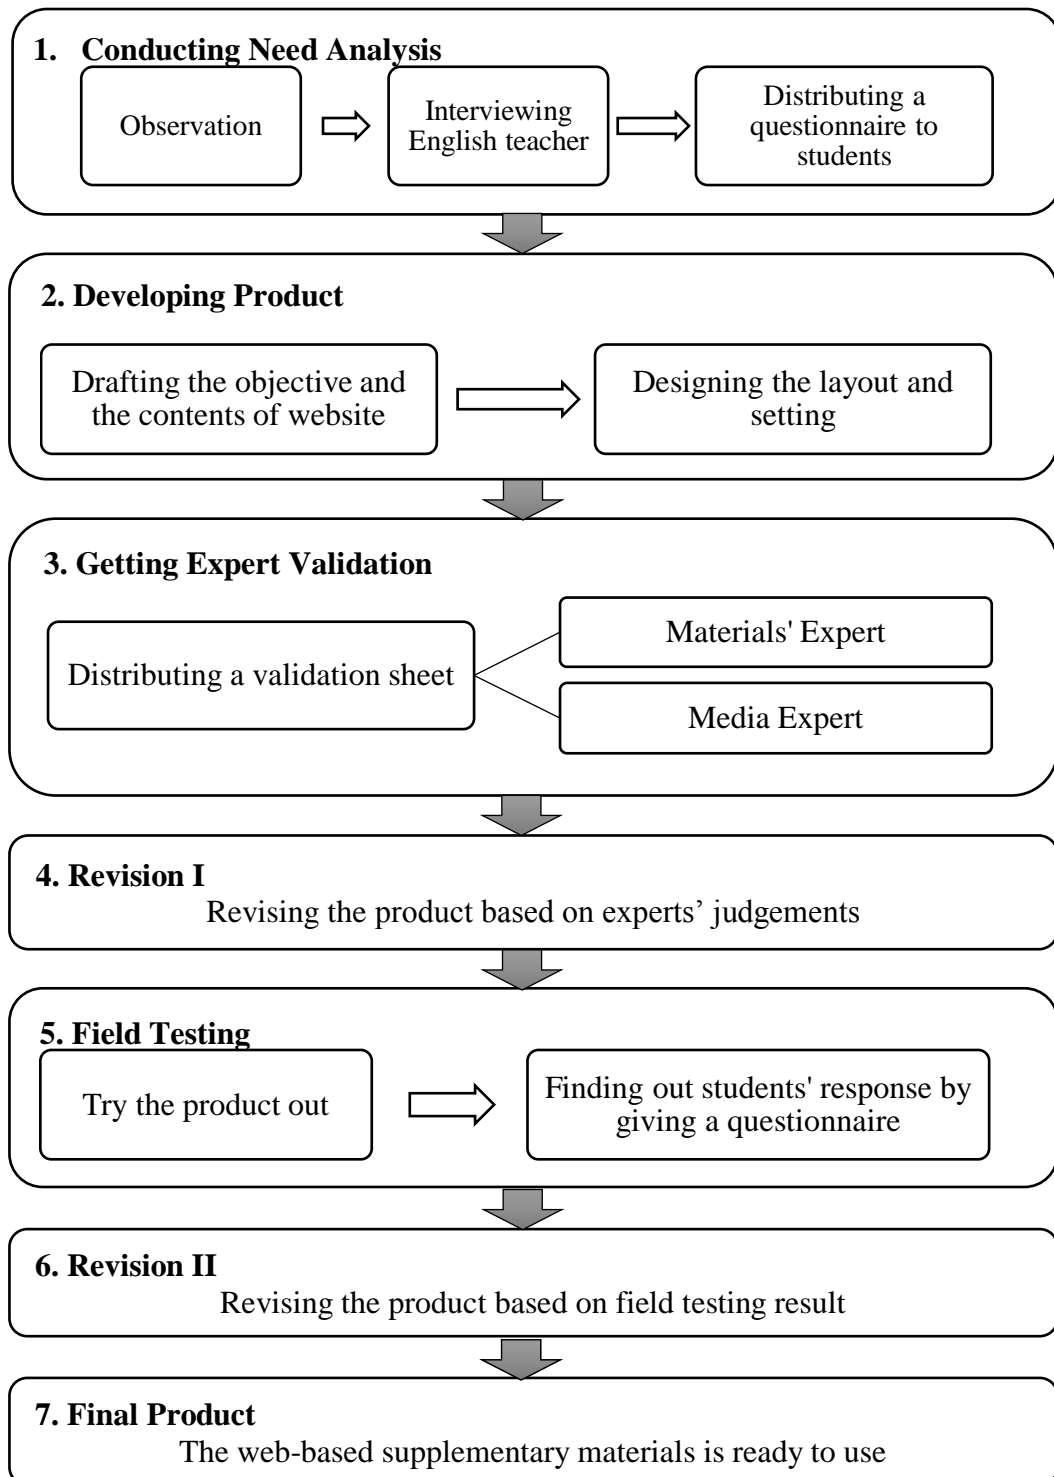 1. Conducting Need Analysis
Observation
Interviewing
English teacher
Distributing a
questionnaire to
students
2. Developing Product
Drafting the objective and
the contents of website
Designing the layout and
setting
3. Getting Expert Validation
Distributing a validation sheet
Materials' Expert
Media Expert
4. Revision I
Revising the product based on experts’ judgements
5. Field Testing
Try the product out
Finding out students' response by
giving a questionnaire
6. Revision II
Revising the product based on field testing result
7. Final Product
The web-based supplementary materials is ready to use